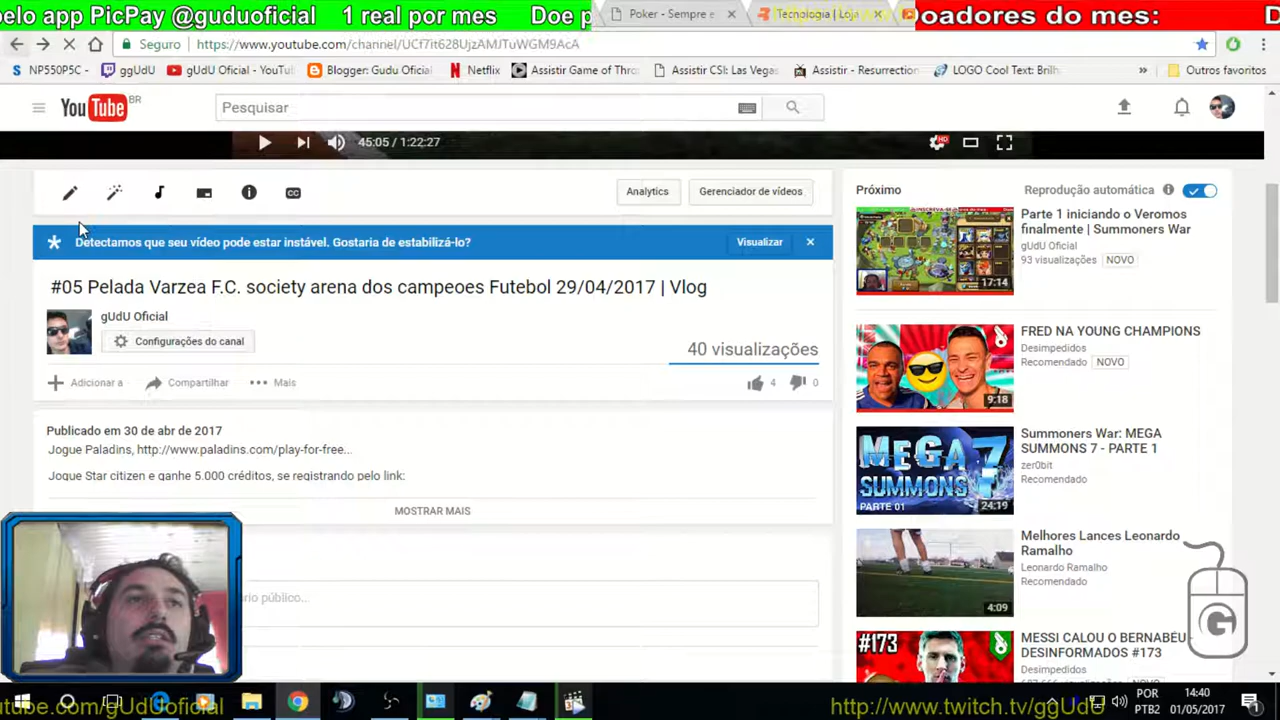 pelo app PicPay @guduoficial 1 real por mes Doe p
Poker - Sempre e
Tecnologia | Loja
Doadores do mes:
Seguro
https://www.youtube.com/channel/UCf7it628UjzAMJTuWGM9AcA
NP550P5C -
ggUdU
gUdU Oficial - YouTu
Blogger: Gudu Oficial
Netflix
Assistir Game of Thro
Assistir CSI: Las Vegas
Assistir - Resurrection
LOGO Cool Text: Brilh
»
Outros favoritos
YouTube BR
Pesquisar
45:05 / 1:22:27
HD
CC
Analytics
Gerenciador de vídeos
Detectamos que seu vídeo pode estar instável. Gostaria de estabilizá-lo?
Visualizar
#05 Pelada Varzea F.C. society arena dos campeoes Futebol 29/04/2017 | Vlog
gUdU Oficial
Configurações do canal
40 visualizações
Adicionar a
Compartilhar
Mais
4
0
Publicado em 30 de abr de 2017
Jogue Paladins, http://www.paladins.com/play-for-free...
Jogue Star citizen e ganhe 5.000 créditos, se registrando pelo link:
MOSTRAR MAIS
ário público...
Próximo
Reprodução automática
Parte 1 iniciando o Veromos
finalmente | Summoners War
gUdU Oficial
93 visualizações
NOVO
17:14
FRED NA YOUNG CHAMPIONS
Desimpedidos
Recomendado
NOVO
9:18
MEGA
SUMMONS
7
PARTE 01
24:19
Summoners War: MEGA
SUMMONS 7 - PARTE 1
zer0bit
Recomendado
Melhores Lances Leonardo
Ramalho
Leonardo Ramalho
Recomendado
4:09
#173
MESSI CALOU O BERNABÉU -
DESINFORMADOS #173
Desimpedidos
G
utube.com/gUdUoficial
http://www.twitch.tv/ggUd
POR
PTB2
14:40
01/05/2017